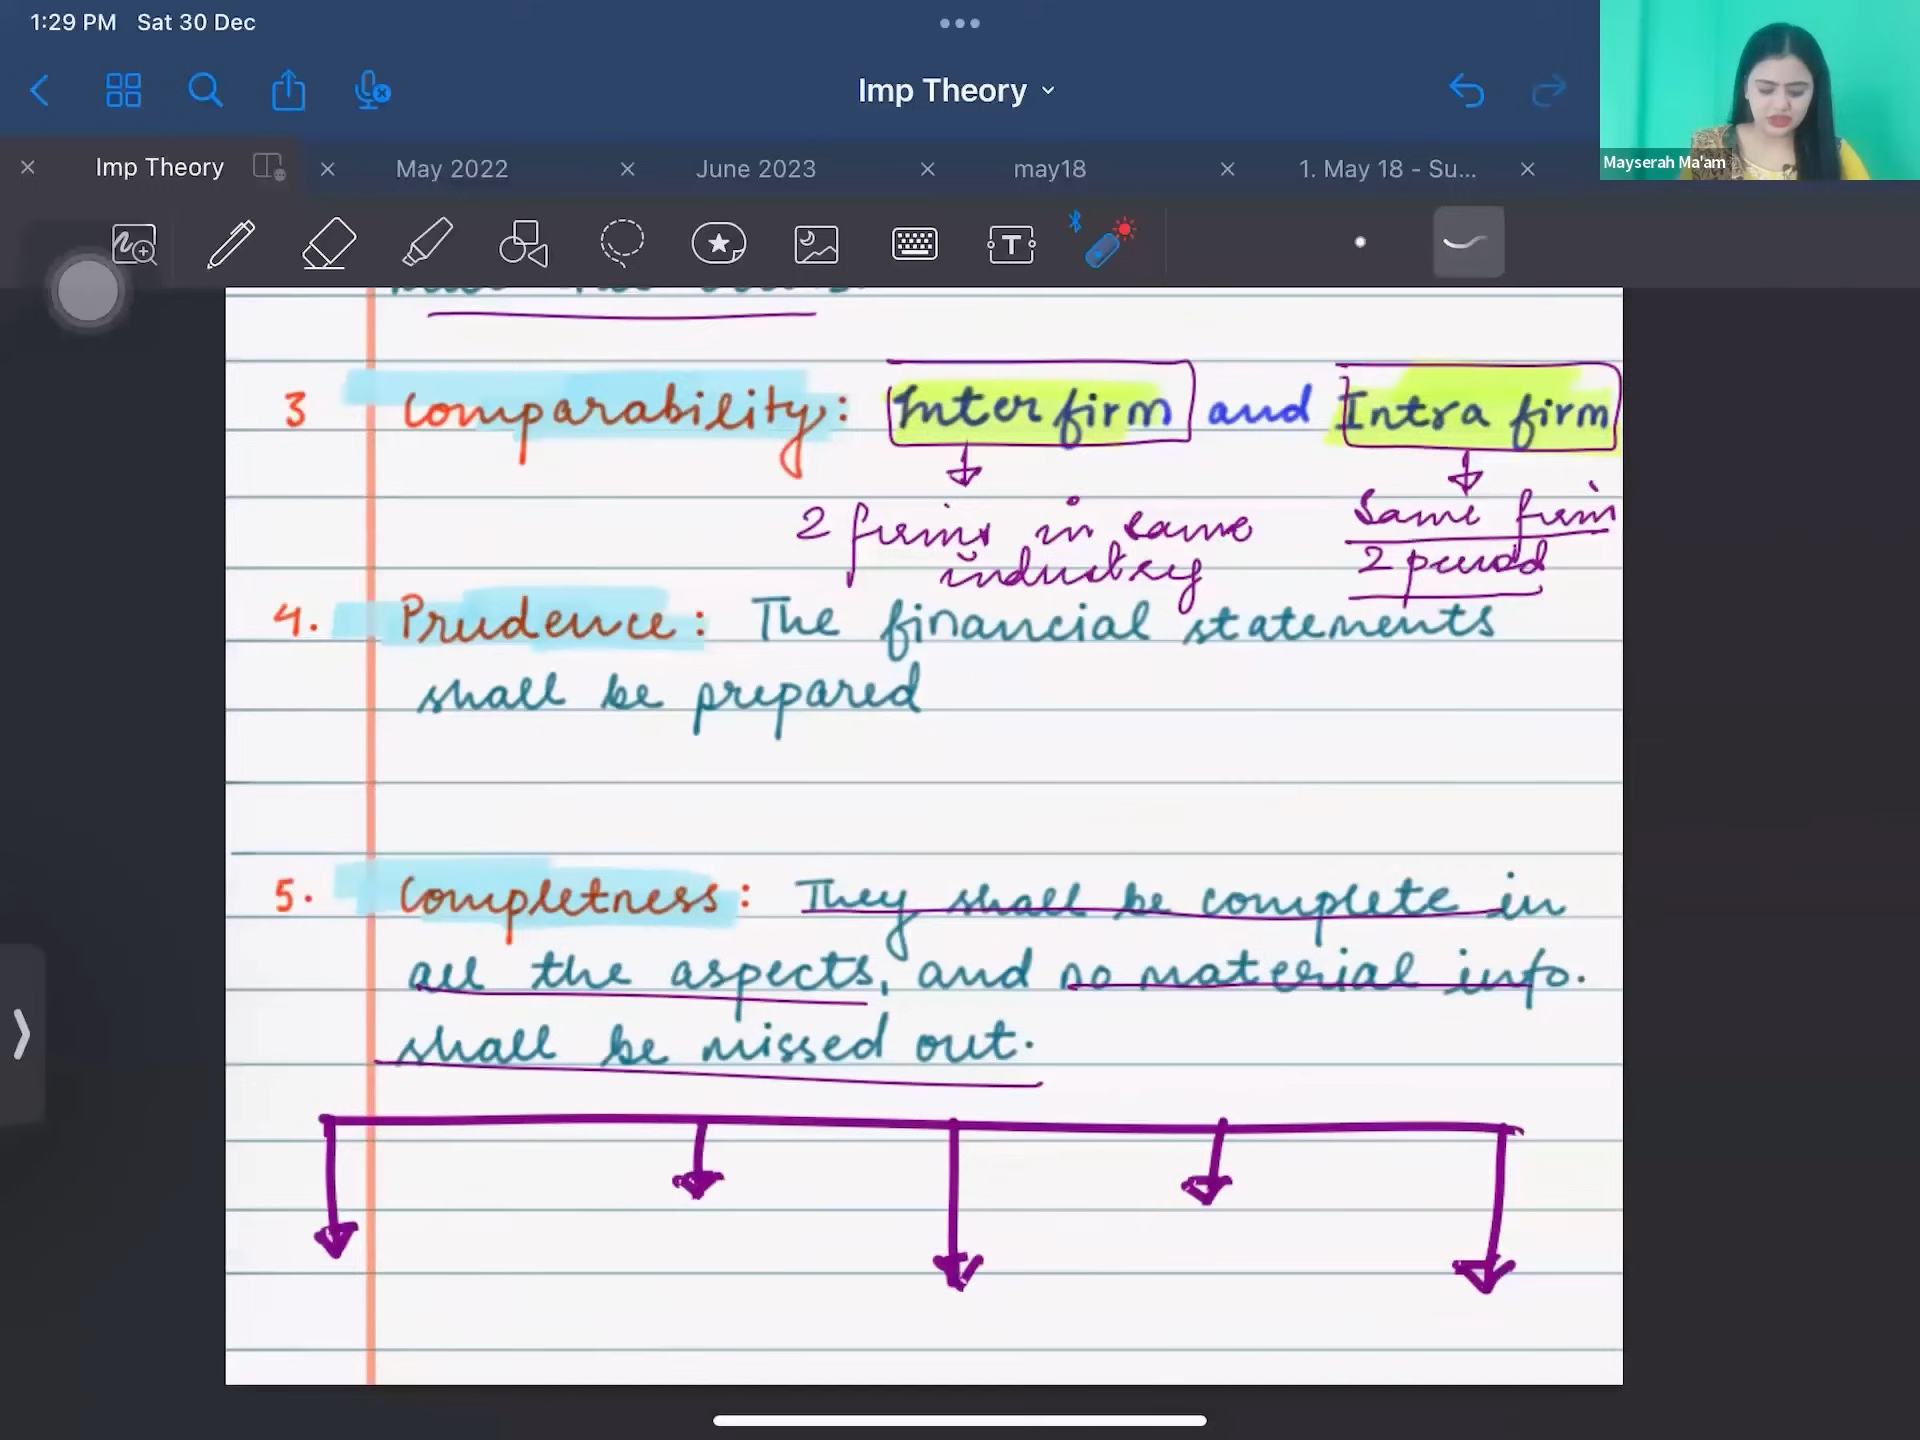 1:29 PM Sat 30 Dec
Imp Theory
Mayserah Ma'am
Imp Theory May 2022 June 2023 may18 1. May 18 - Su...
T
3 Comparability: Inter firm and Intra firm
2 firms in same industry
Same firm
2 period
4. Prudence: The financial statements
shall be prepared
5. Completness: They shall be complete in
all the aspects, and no material info.
shall be missed out.